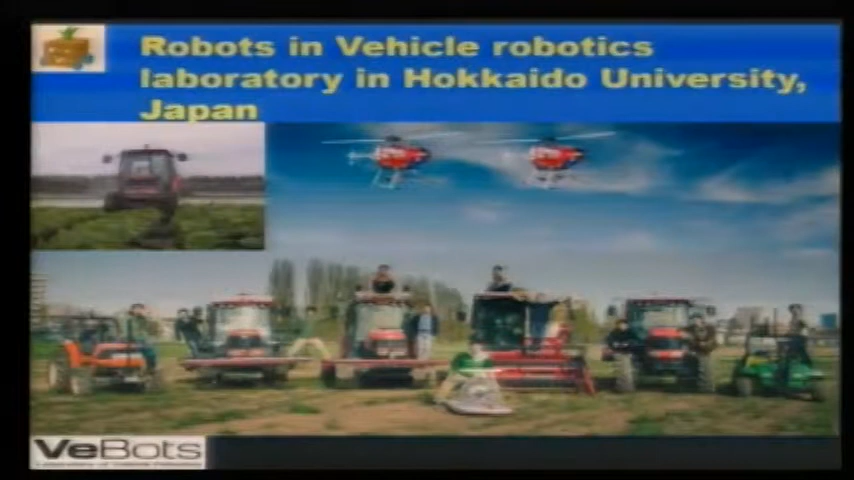 Robots in Vehicle robotics
laboratory in Hokkaido University,
Japan
VeBots